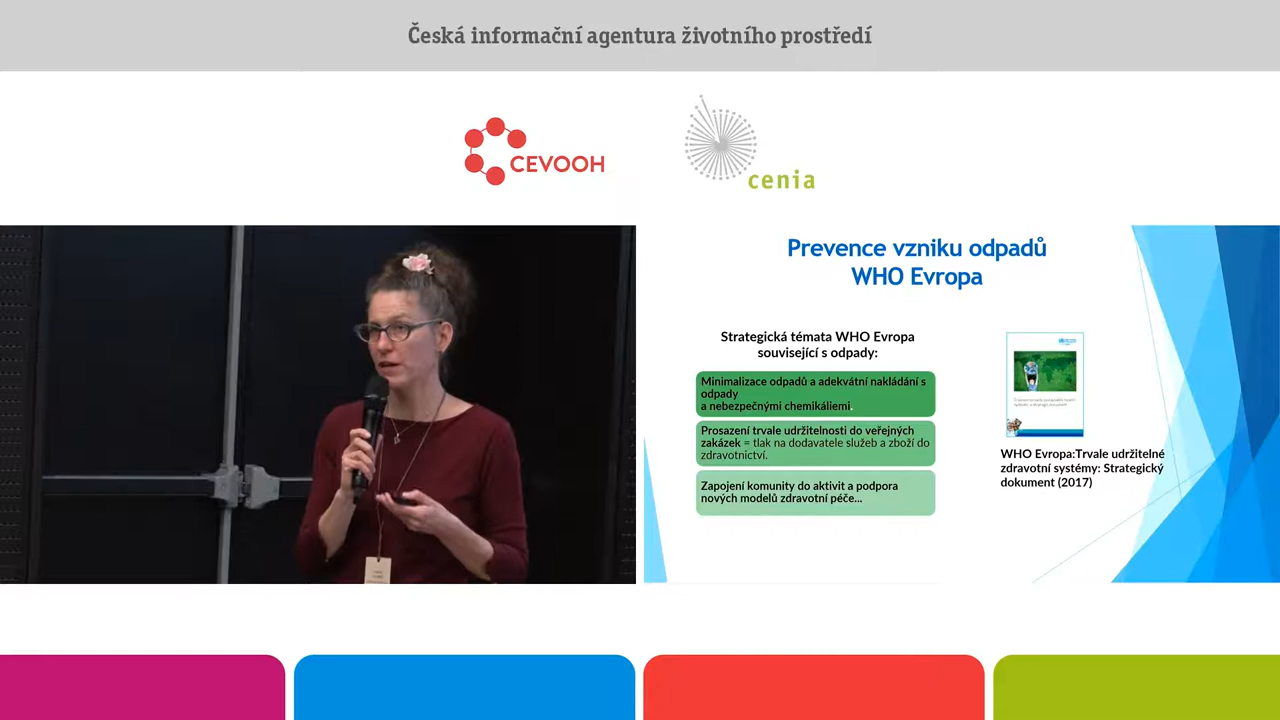 Česká informační agentura životního prostředí
CEVOOH
cenia
Prevence vzniku odpadů
WHO Evropa
Strategická témata WHO Evropa
související s odpady:
Minimalizace odpadů a adekvátní nakládání s
odpady
a nebezpečnými chemikáliemi.
Prosazení trvale udržitelnosti do veřejných
zakázek = tlak na dodavatele služeb a zboží do
zdravotnictví.
Zapojení komunity do aktivit a podpora
nových modelů zdravotní péče...
WHO Evropa:Trvale udržitelné
zdravotní systémy: Strategický
dokument (2017)